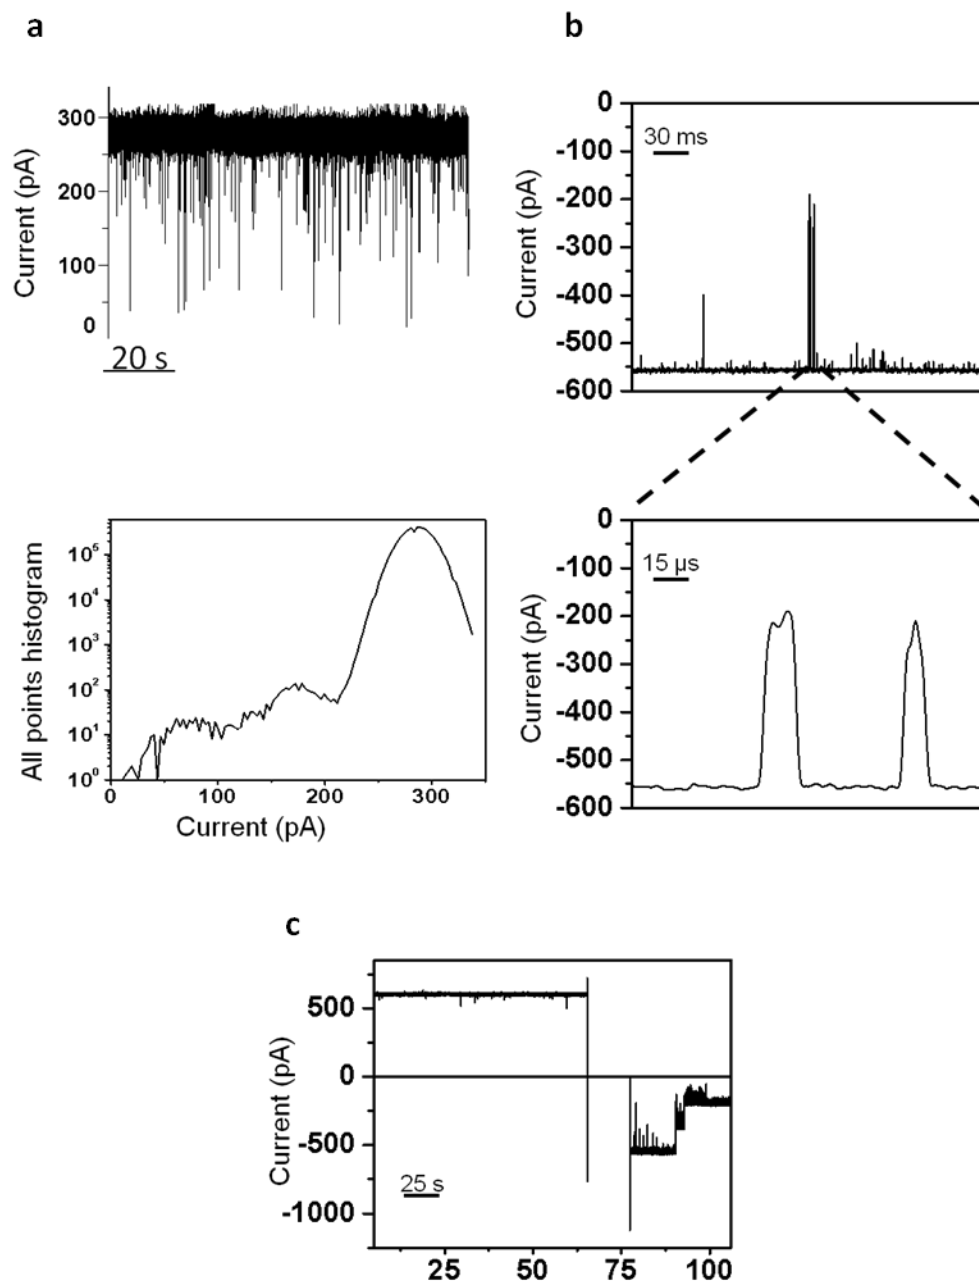 a
Current (pA)
300
200
100
0
20 s
b
Current (pA)
0
-100
-200
-300
-400
-500
-600
30 ms
All points histogram
10⁵
10⁴
10³
10²
10¹
10⁰
0 100 200 300
Current (pA)
Current (pA)
0
-100
-200
-300
-400
-500
-600
15 µs
c
Current (pA)
500
0
-500
-1000
25 s
25 50 75 100